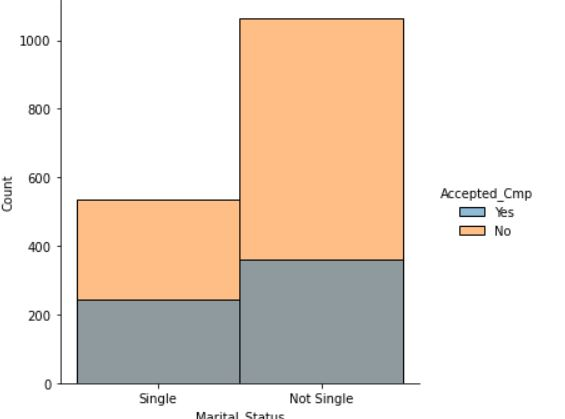 1000
800
600
400
200
0
Count
Single Not Single
Marital_Status
Accepted_Cmp
Yes
No